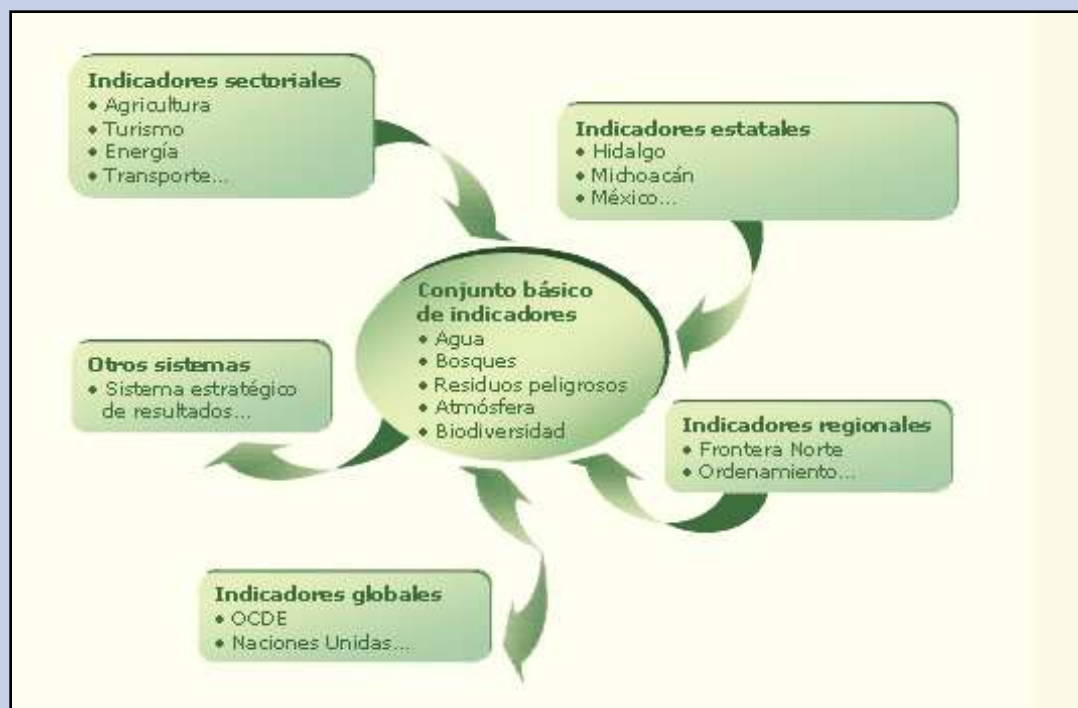 Indicadores sectoriales
• Agricultura
• Turismo
• Energía
• Transporte...
Indicadores estatales
• Hidalgo
• Michoacán
• México...
Conjunto básico
de indicadores
• Agua
• Bosques
• Residuos peligrosos
• Atmósfera
• Biodiversidad
Otros sistemas
• Sistema estratégico
de resultados...
Indicadores regionales
• Frontera Norte
• Ordenamiento...
Indicadores globales
• OCDE
• Naciones Unidas...